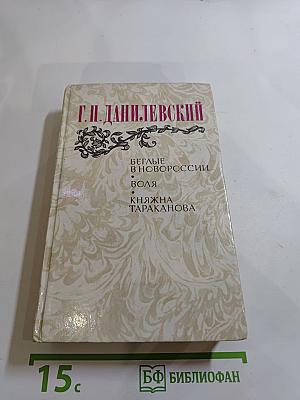 Г.П. ДАНИЛЕВСКИЙ
БЕГЛЫЕ
В НОВОРОССИИ
•
ВОЛЯ
•
КНЯЖНА
ТАРАКАНОВА
15с
БФ БИБЛИОФАН